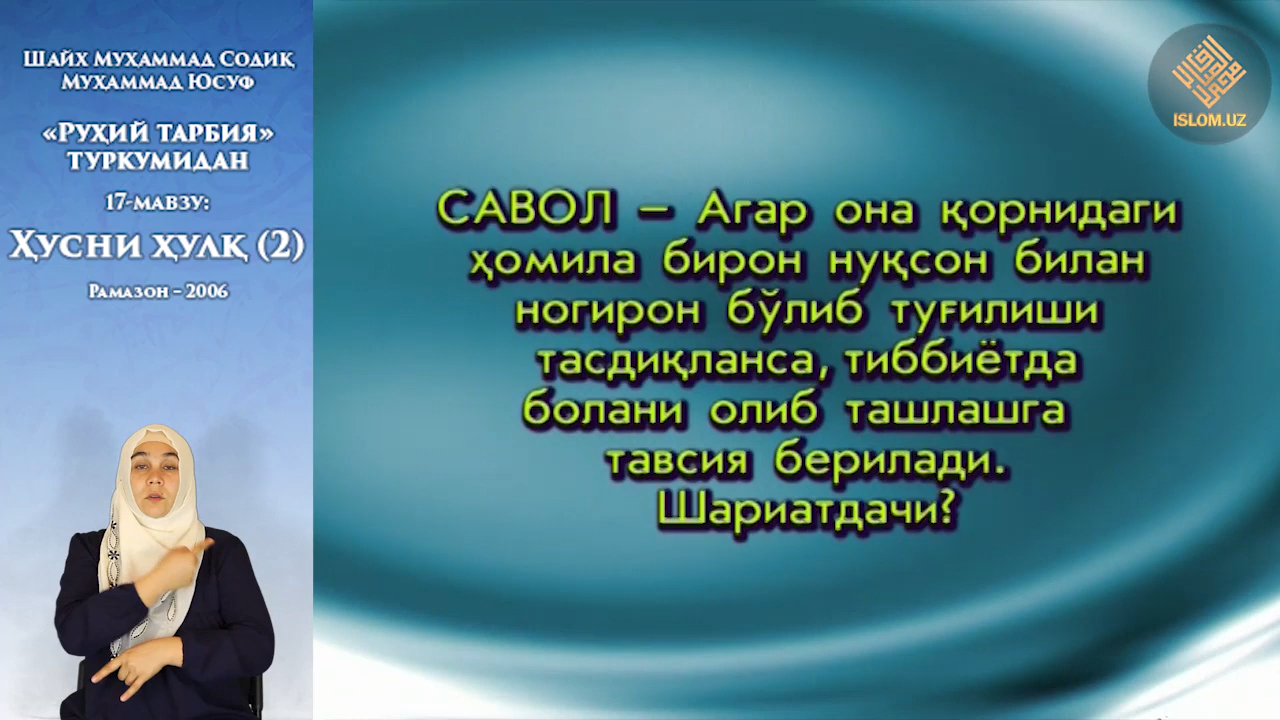 Шайх Муҳаммад Содиқ
Муҳаммад Юсуф
«Руҳий тарбия»
туркумидан
17-мавзу:
Ҳусни хулқ (2)
Рамазон – 2006
САВОЛ – Агар она қорнидаги
ҳомила бирон нуқсон билан
ногирон бўлиб туғилиши
тасдиқланса, тиббиётда
болани олиб ташлашга
тавсия берилади.
Шариатдачи?
ISLOM.UZ